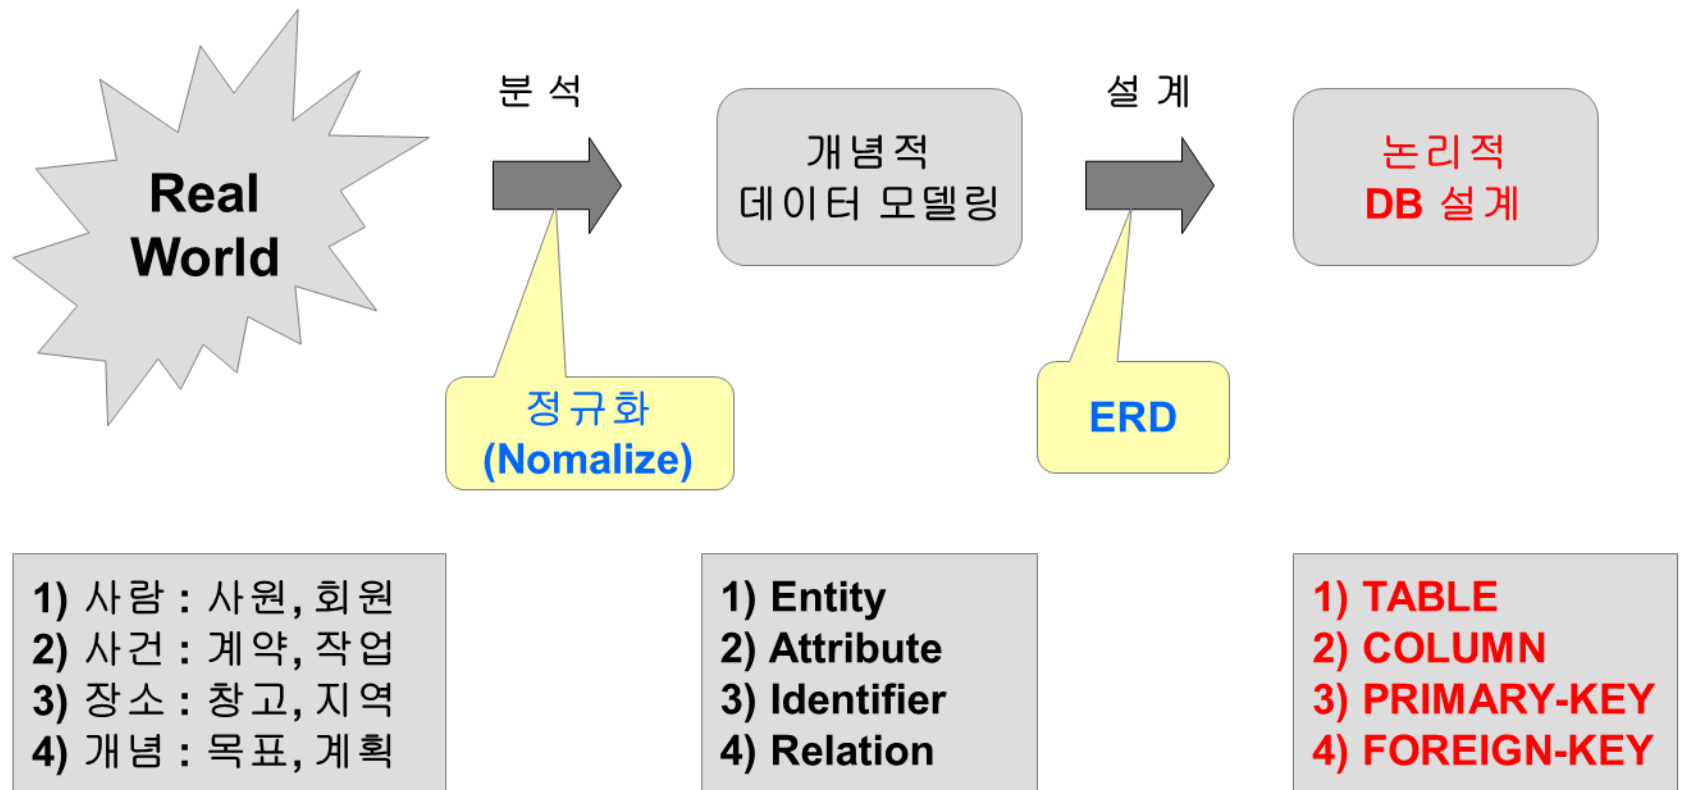 Real
World
분 석
개념적
데이터 모델링
설 계
논리적
DB 설계
정규화
(Nomalize)
ERD
1) 사람 : 사원, 회원
2) 사건 : 계약, 작업
3) 장소 : 창고, 지역
4) 개념 : 목표, 계획
1) Entity
2) Attribute
3) Identifier
4) Relation
1) TABLE
2) COLUMN
3) PRIMARY-KEY
4) FOREIGN-KEY